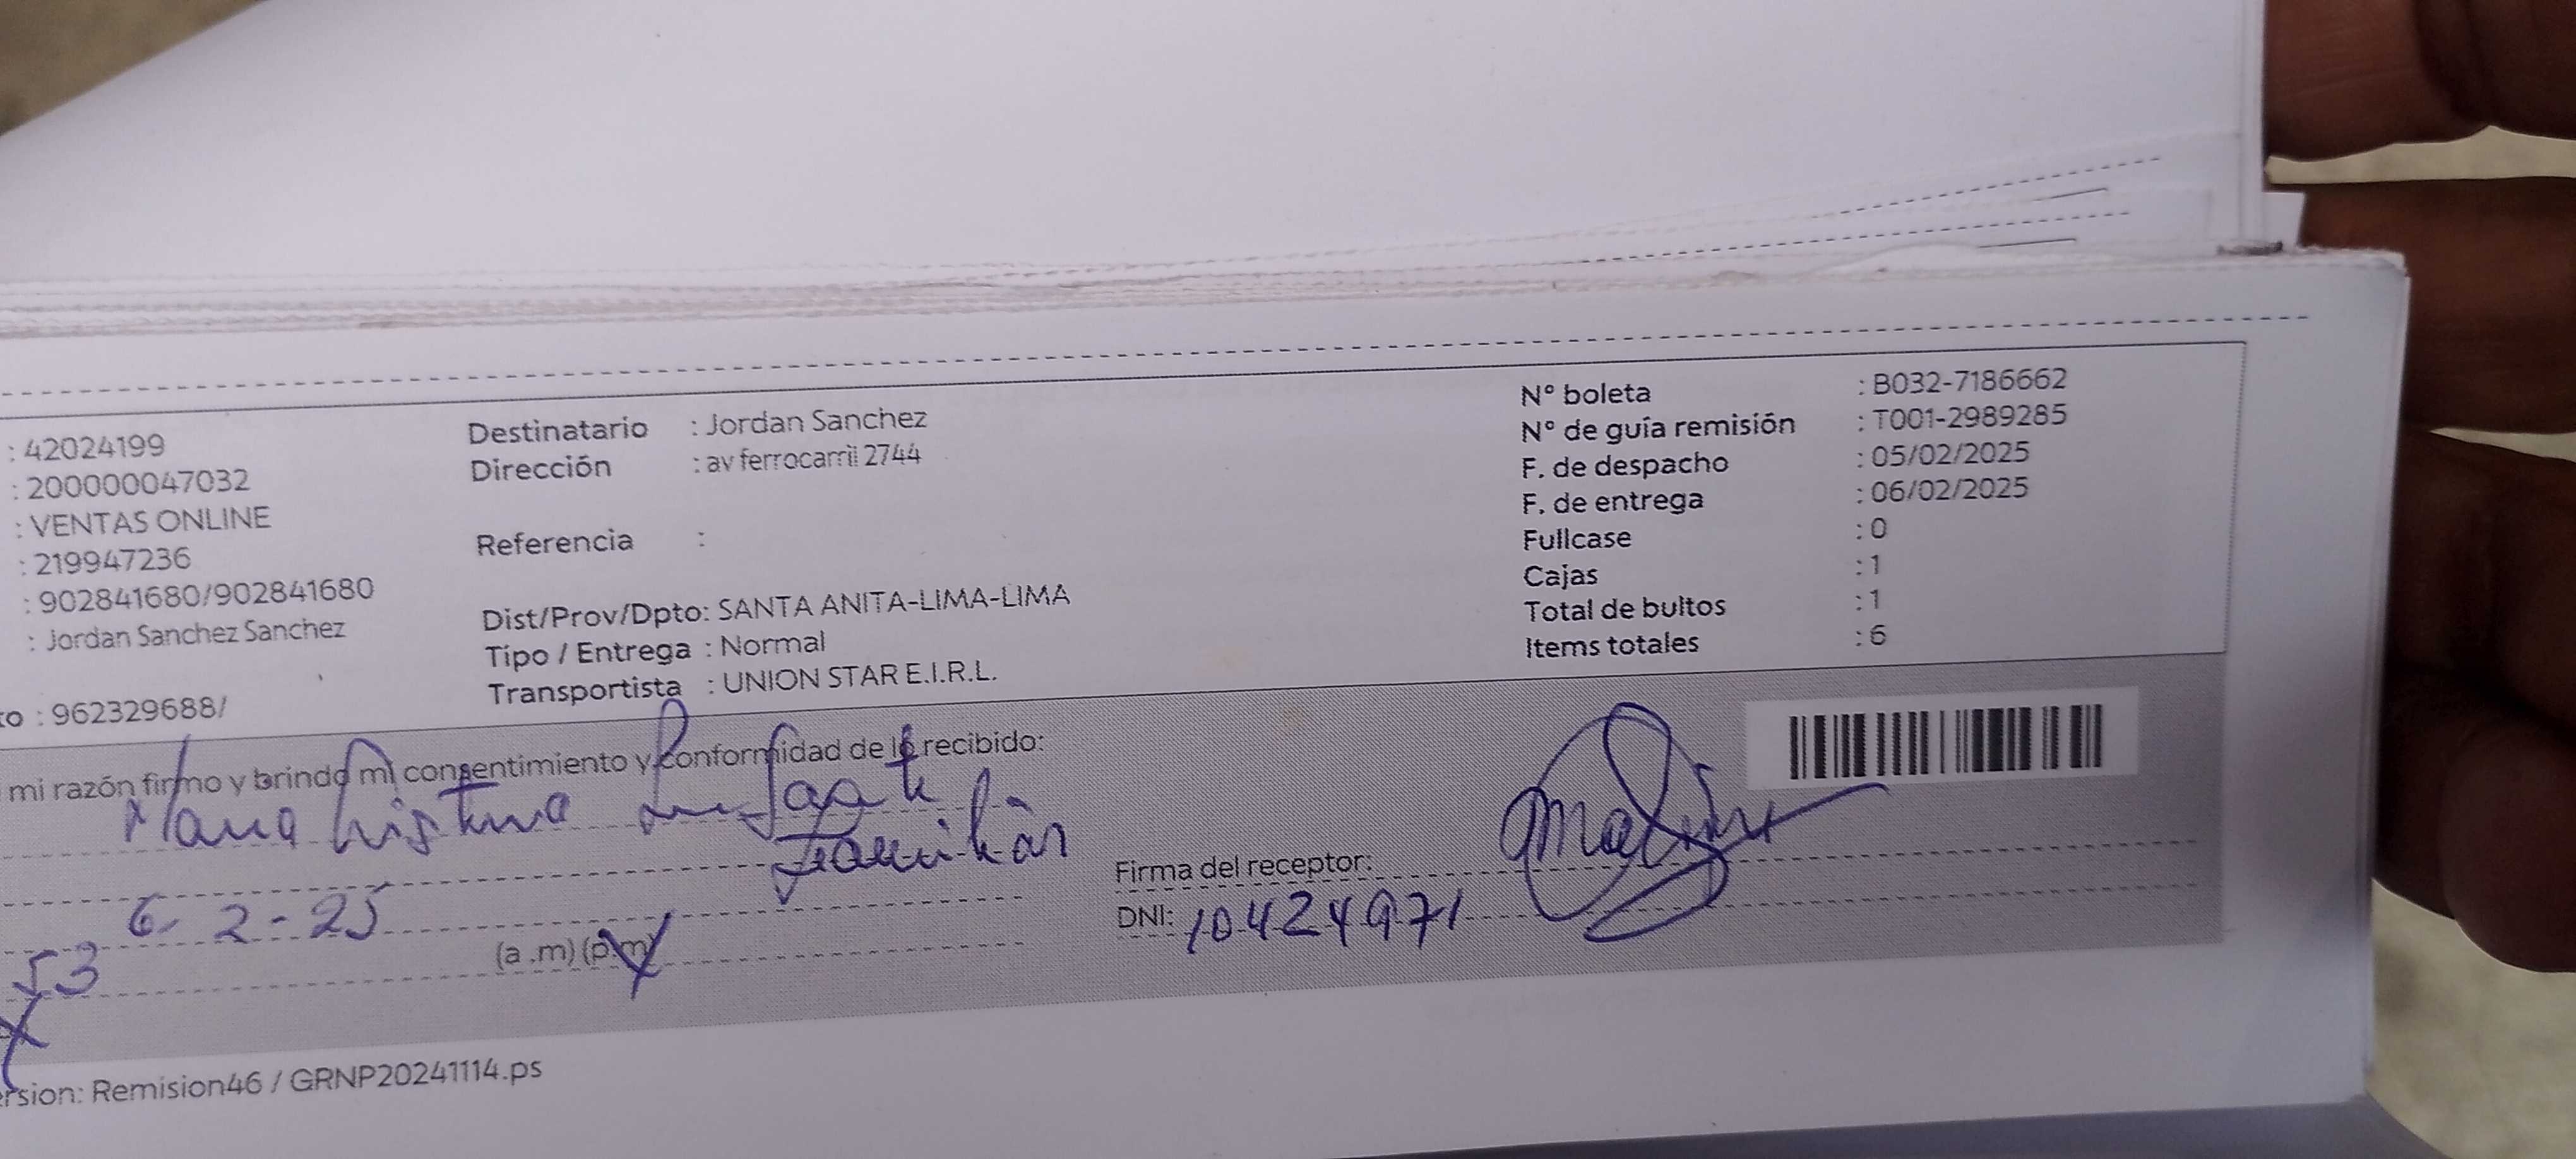 : 42024199
: 200000047032
: VENTAS ONLINE
: 219947236
: 902841680/902841680
: Jordan Sanchez Sanchez
to : 962329688/
Destinatario : Jordan Sanchez
Dirección : av ferrocarril 2744
Referencia :
Dist/Prov/Dpto: SANTA ANITA-LIMA-LIMA
Tipo / Entrega : Normal
Transportista : UNION STAR E.I.R.L.
N° boleta : B032-7186662
N° de guía remisión : T001-2989285
F. de despacho : 05/02/2025
F. de entrega : 06/02/2025
Fullcase : 0
Cajas : 1
Total de bultos : 1
Items totales : 6
mi razón firmo y brindo mi consentimiento y conformidad de lo recibido:
6 - 2 - 25
53
(a .m) (p.m)
Firma del receptor:
DNI: 10424971
ersion: Remision46 / GRNP20241114.ps